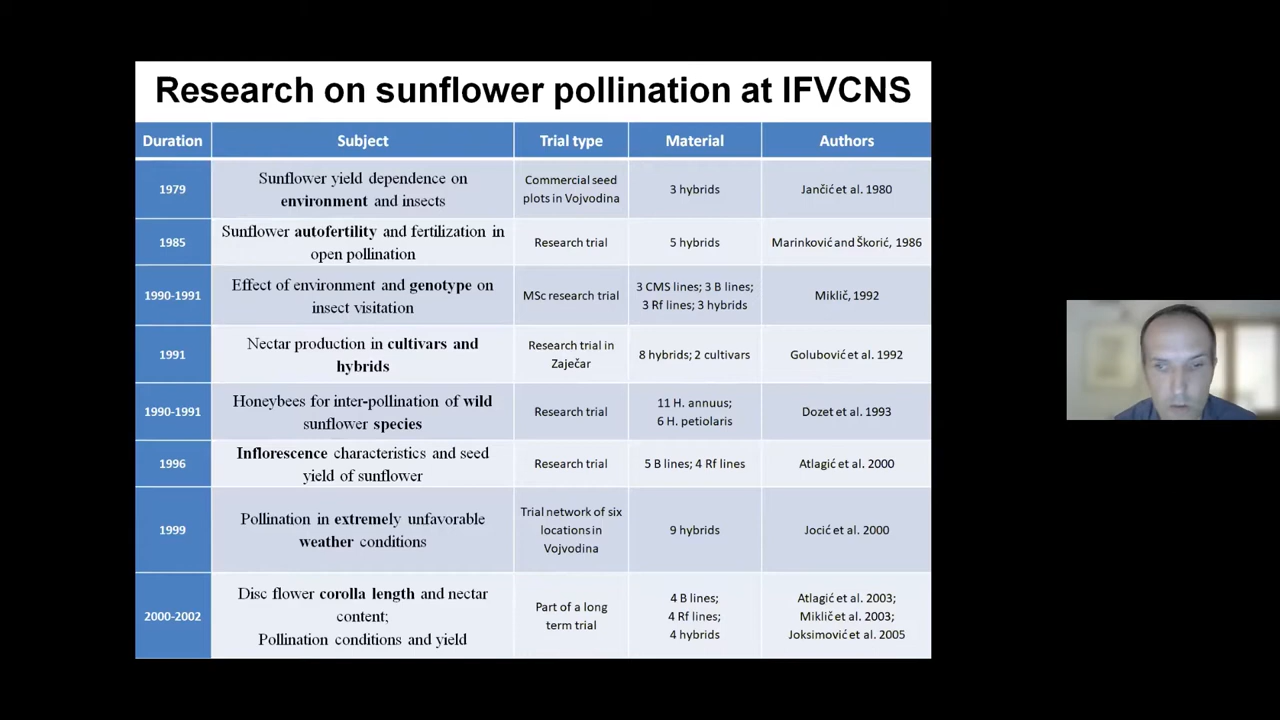 Research on sunflower pollination at IFVCNS
Duration Subject Trial type Material Authors
1979
Sunflower yield dependence on
environment and insects
Commercial seed
plots in Vojvodina
3 hybrids
Jančić et al. 1980
1985
Sunflower autofertility and fertilization in
open pollination
Research trial
5 hybrids
Marinković and Škorić, 1986
1990-1991
Effect of environment and genotype on
insect visitation
MSc research trial
3 CMS lines; 3 B lines;
3 Rf lines; 3 hybrids
Miklič, 1992
1991
Nectar production in cultivars and
hybrids
Research trial in
Zaječar
8 hybrids; 2 cultivars
Golubović et al. 1992
1990-1991
Honeybees for inter-pollination of wild
sunflower species
Research trial
11 H. annuus;
6 H. petiolaris
Dozet et al. 1993
1996
Inflorescence characteristics and seed
yield of sunflower
Research trial
5 B lines; 4 Rf lines
Atlagić et al. 2000
1999
Pollination in extremely unfavorable
weather conditions
Trial network of six
locations in
Vojvodina
9 hybrids
Jocić et al. 2000
2000-2002
Disc flower corolla length and nectar
content;
Pollination conditions and yield
Part of a long
term trial
4 B lines;
4 Rf lines;
4 hybrids
Atlagić et al. 2003;
Miklič et al. 2003;
Joksimović et al. 2005